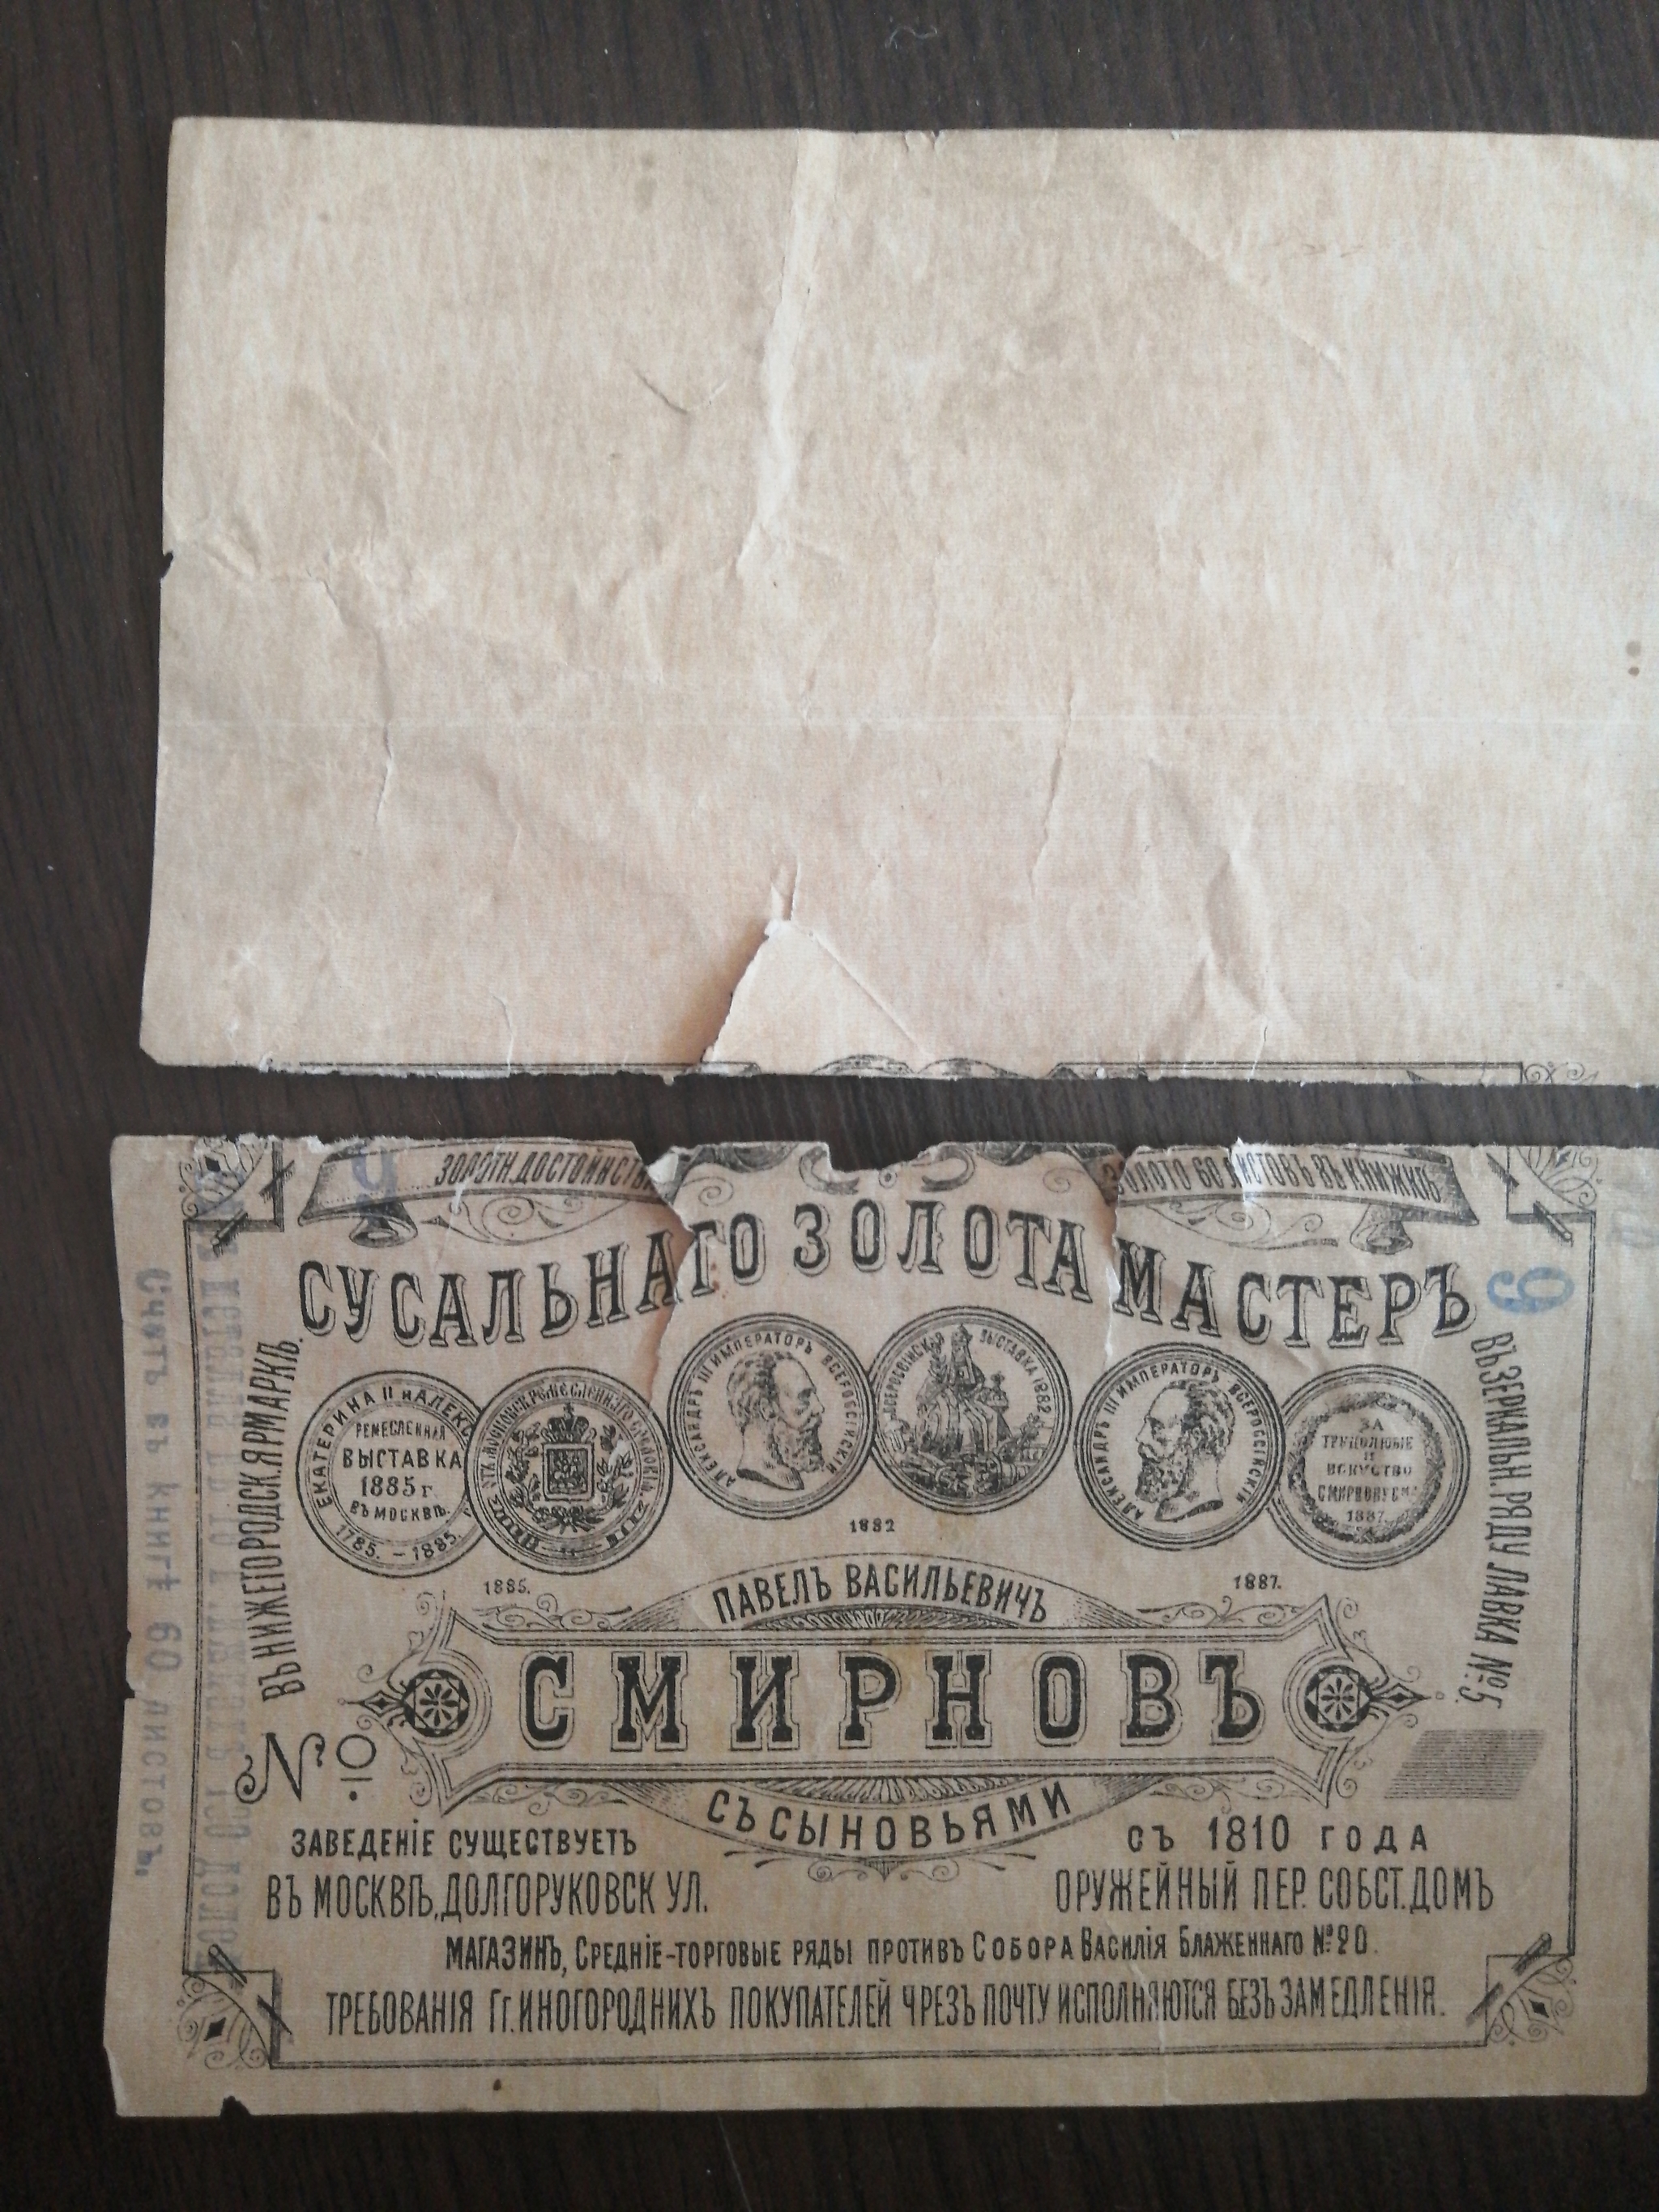 ЗОЛОТН. ДОСТОИНСТВ
ЗОЛОТО 60 ЛИСТОВЪ ВЪ КНИЖКѢ
СУСАЛЬНАГО ЗОЛОТА МАСТЕРЪ
6
ВЪ НИЖЕГОРОДСК. ЯРМАРКѢ.
ВЪ ЗЕРКАЛЬН. РЯДУ ЛАВКА №5.
ЕКАТЕРИНА II И АЛЕКС
РЕМЕСЛЕННАЯ
ВЫСТАВКА
1885 г
ВЪ МОСКВѢ.
1785. – 1885.
АЛЕКСАНДРЪ III ИМПЕРАТОРЪ ВСЕРОССІЙСКІЙ
ВСЕРОССІЙСКАЯ ВЫСТАВКА 1882
АЛЕКСАНДРЪ III ИМПЕРАТОРЪ ВСЕРОССІЙСКІЙ
ЗА
ТРУДОЛЮБІЕ
И
ИСКУСТВО
1887.
1885.
1882
1887.
ПАВЕЛЪ ВАСИЛЬЕВИЧЪ
СМИРНОВЪ
СЪ СЫНОВЬЯМИ
№
ЗАВЕДЕНІЕ СУЩЕСТВУЕТЪ
СЪ 1810 ГОДА
ВЪ МОСКВѢ, ДОЛГОРУКОВСК УЛ.
ОРУЖЕЙНЫЙ ПЕР. СОБСТ. ДОМЪ
МАГАЗИНЪ, СРЕДНІЕ-ТОРГОВЫЕ РЯДЫ ПРОТИВЪ СОБОРА ВАСИЛІЯ БЛАЖЕННАГО №20.
ТРЕБОВАНІЯ Гг. ИНОГОРОДНИХЪ ПОКУПАТЕЛЕЙ ЧРЕЗЪ ПОЧТУ ИСПОЛНЯЮТСЯ БЕЗЪ ЗАМЕДЛЕНІЯ.
Счетъ въ книгѣ 60 листовъ.